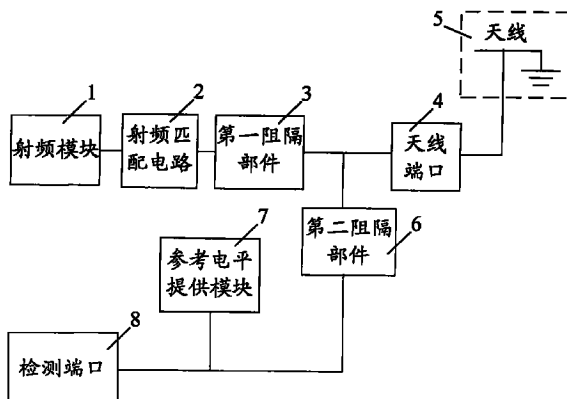 5
天线
1
射频模块
2
射频匹
配电路
3
第一阻隔
部件
4
天线
端口
第二阻隔
部件
6
7
参考电平
提供模块
8
检测端口